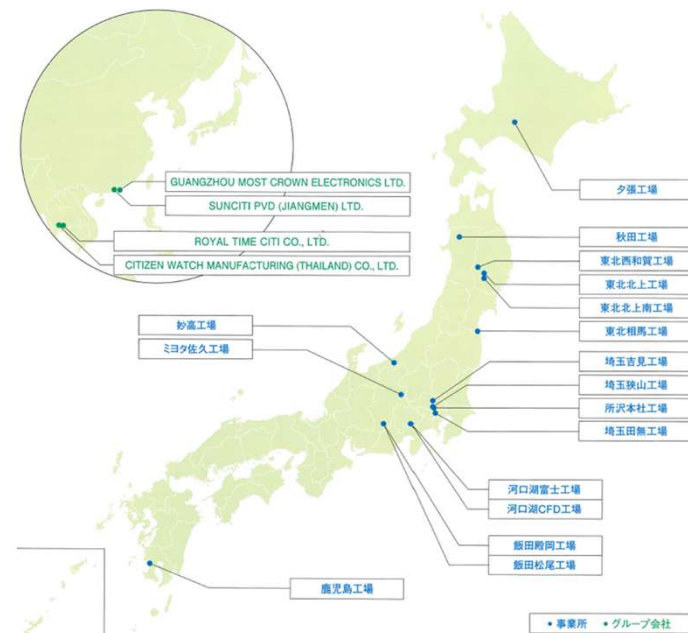 GUANGZHOU MOST CROWN ELECTRONICS LTD.
SUNCITI PVD (JIANGMEN) LTD.
ROYAL TIME CITI CO., LTD.
CITIZEN WATCH MANUFACTURING (THAILAND) CO., LTD.
夕張工場
秋田工場
東北西和賀工場
東北北上工場
東北北上南工場
東北相馬工場
妙高工場
ミヨタ佐久工場
埼玉吉見工場
埼玉狭山工場
所沢本社工場
埼玉田無工場
河口湖富士工場
河口湖CFD工場
飯田殿岡工場
飯田松尾工場
鹿児島工場
● 事業所 ● グループ会社